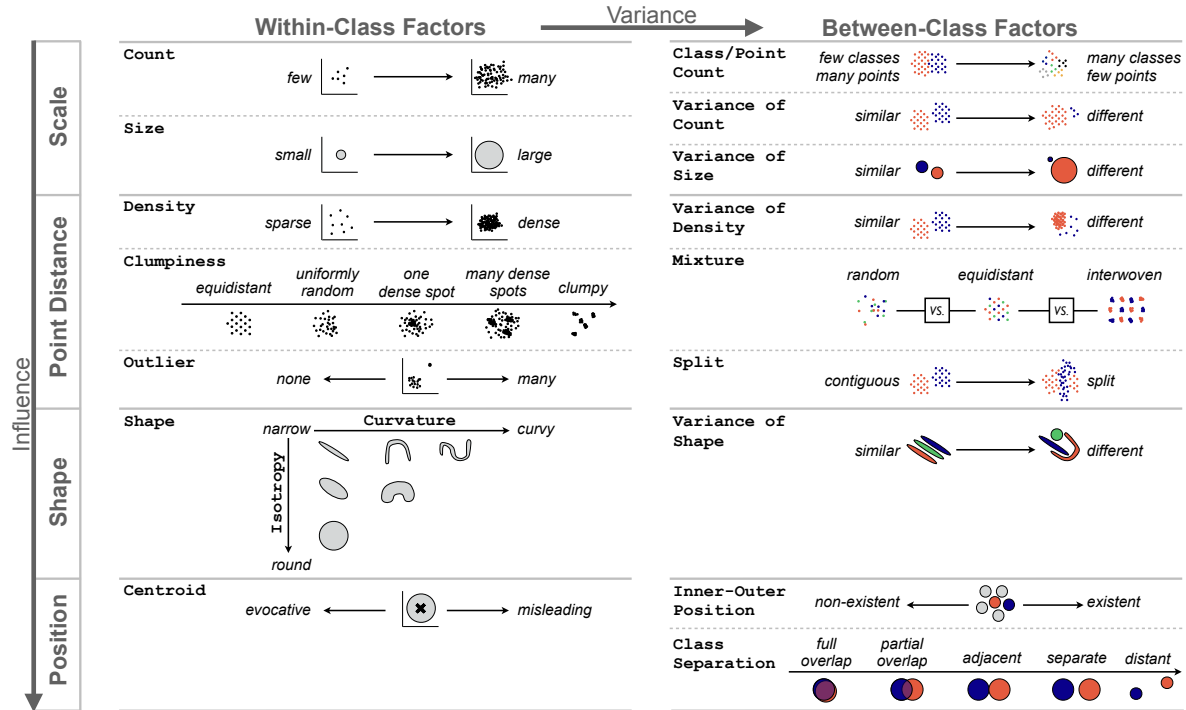 Variance
Within-Class Factors
Between-Class Factors
Influence
Scale
Count
few
many
Size
small
large
Class/Point
Count
few classes
many points
many classes
few points
Variance of
Count
similar
different
Variance of
Size
similar
different
Point Distance
Density
sparse
dense
Clumpiness
equidistant
uniformly
random
one
dense spot
many dense
spots
clumpy
Outlier
none
many
Variance of
Density
similar
different
Mixture
random
equidistant
interwoven
vs.
vs.
Split
contiguous
split
Shape
Shape
narrow
Curvature
curvy
Isotropy
round
Variance of
Shape
similar
different
Position
Centroid
evocative
misleading
Inner-Outer
Position
non-existent
existent
Class
Separation
full
overlap
partial
overlap
adjacent
separate
distant